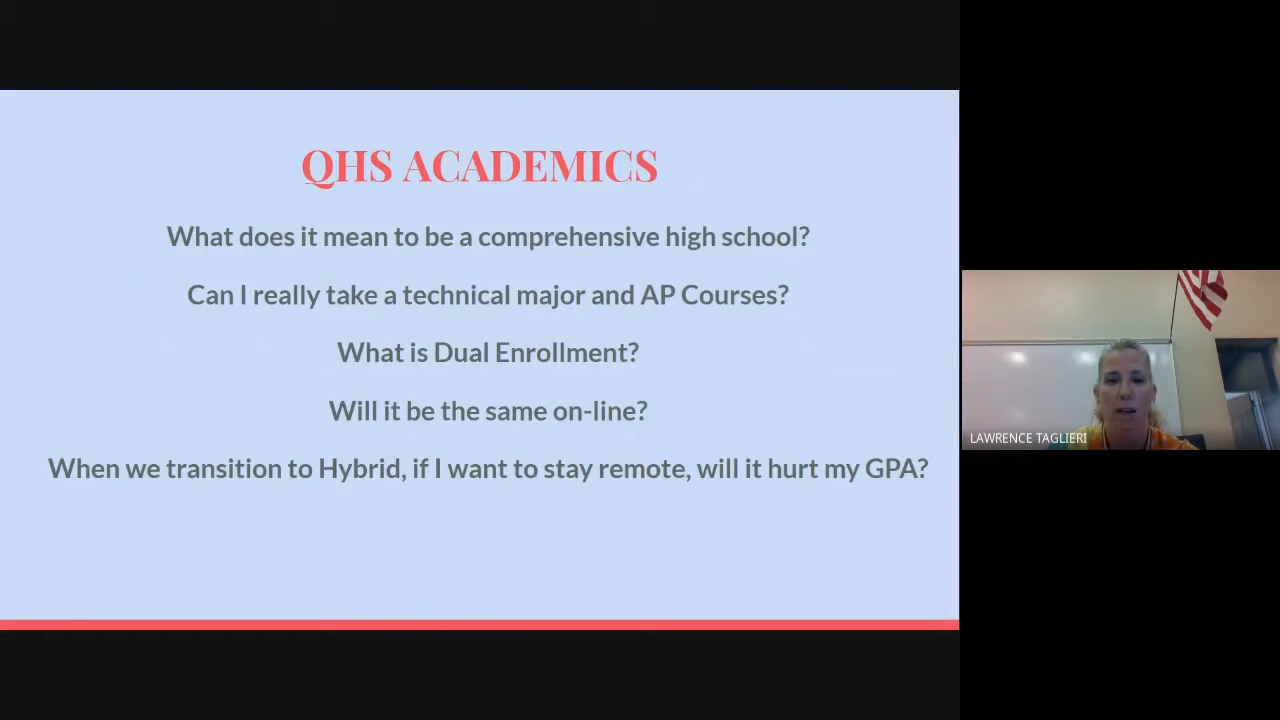 QHS ACADEMICS
What does it mean to be a comprehensive high school?
Can I really take a technical major and AP Courses?
What is Dual Enrollment?
Will it be the same on-line?
When we transition to Hybrid, if I want to stay remote, will it hurt my GPA?
LAWRENCE TAGLIERI